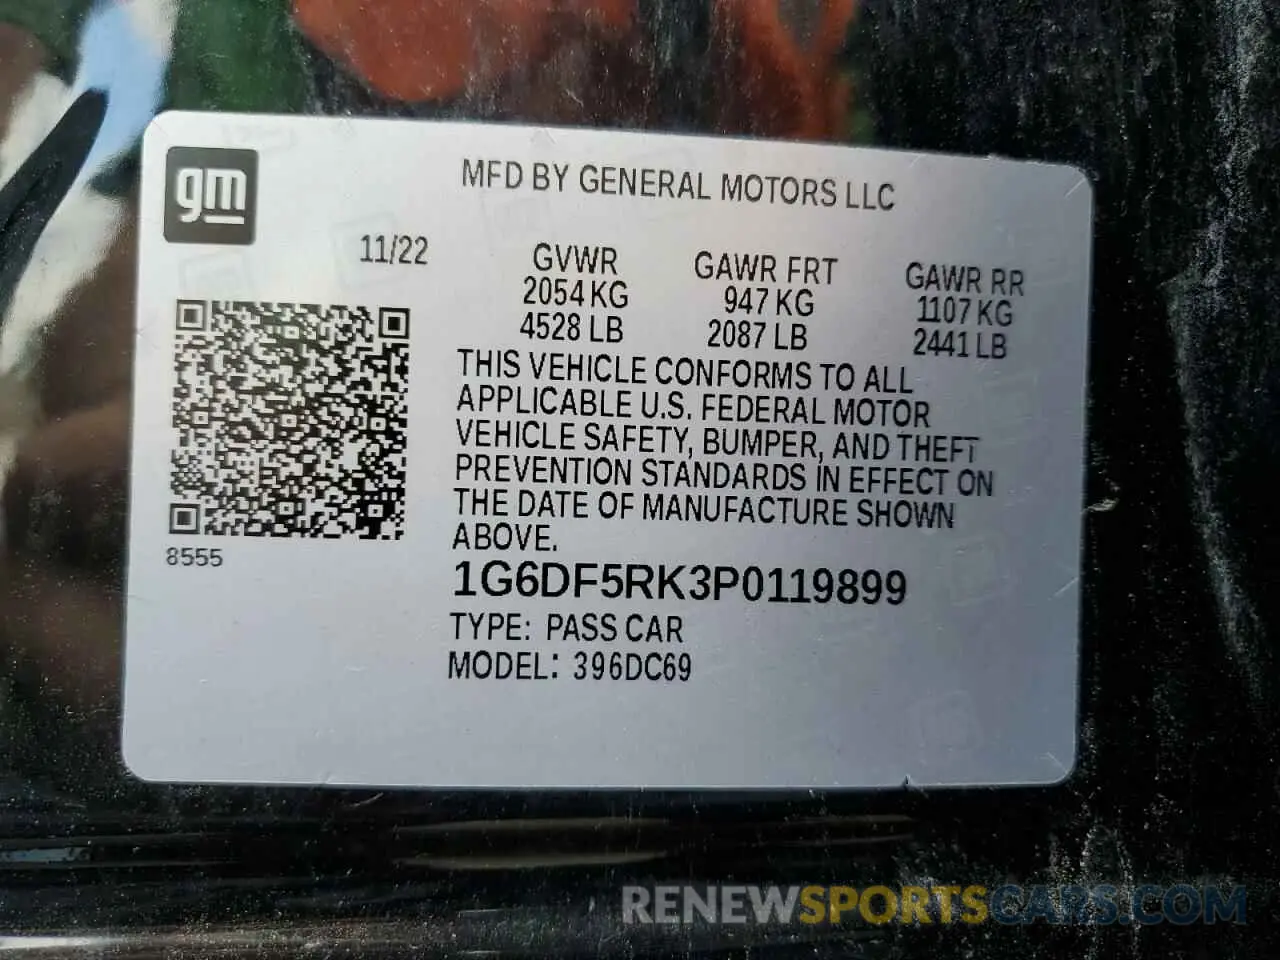 gm
MFD BY GENERAL MOTORS LLC
11/22
GVWR GAWR FRT GAWR RR
2054 KG 947 KG 1107 KG
4528 LB 2087 LB 2441 LB
THIS VEHICLE CONFORMS TO ALL
APPLICABLE U.S. FEDERAL MOTOR
VEHICLE SAFETY, BUMPER, AND THEFT
PREVENTION STANDARDS IN EFFECT ON
THE DATE OF MANUFACTURE SHOWN
ABOVE.
8555
1G6DF5RK3P0119899
TYPE: PASS CAR
MODEL: 396DC69
RENEWSPORTSCARS.COM